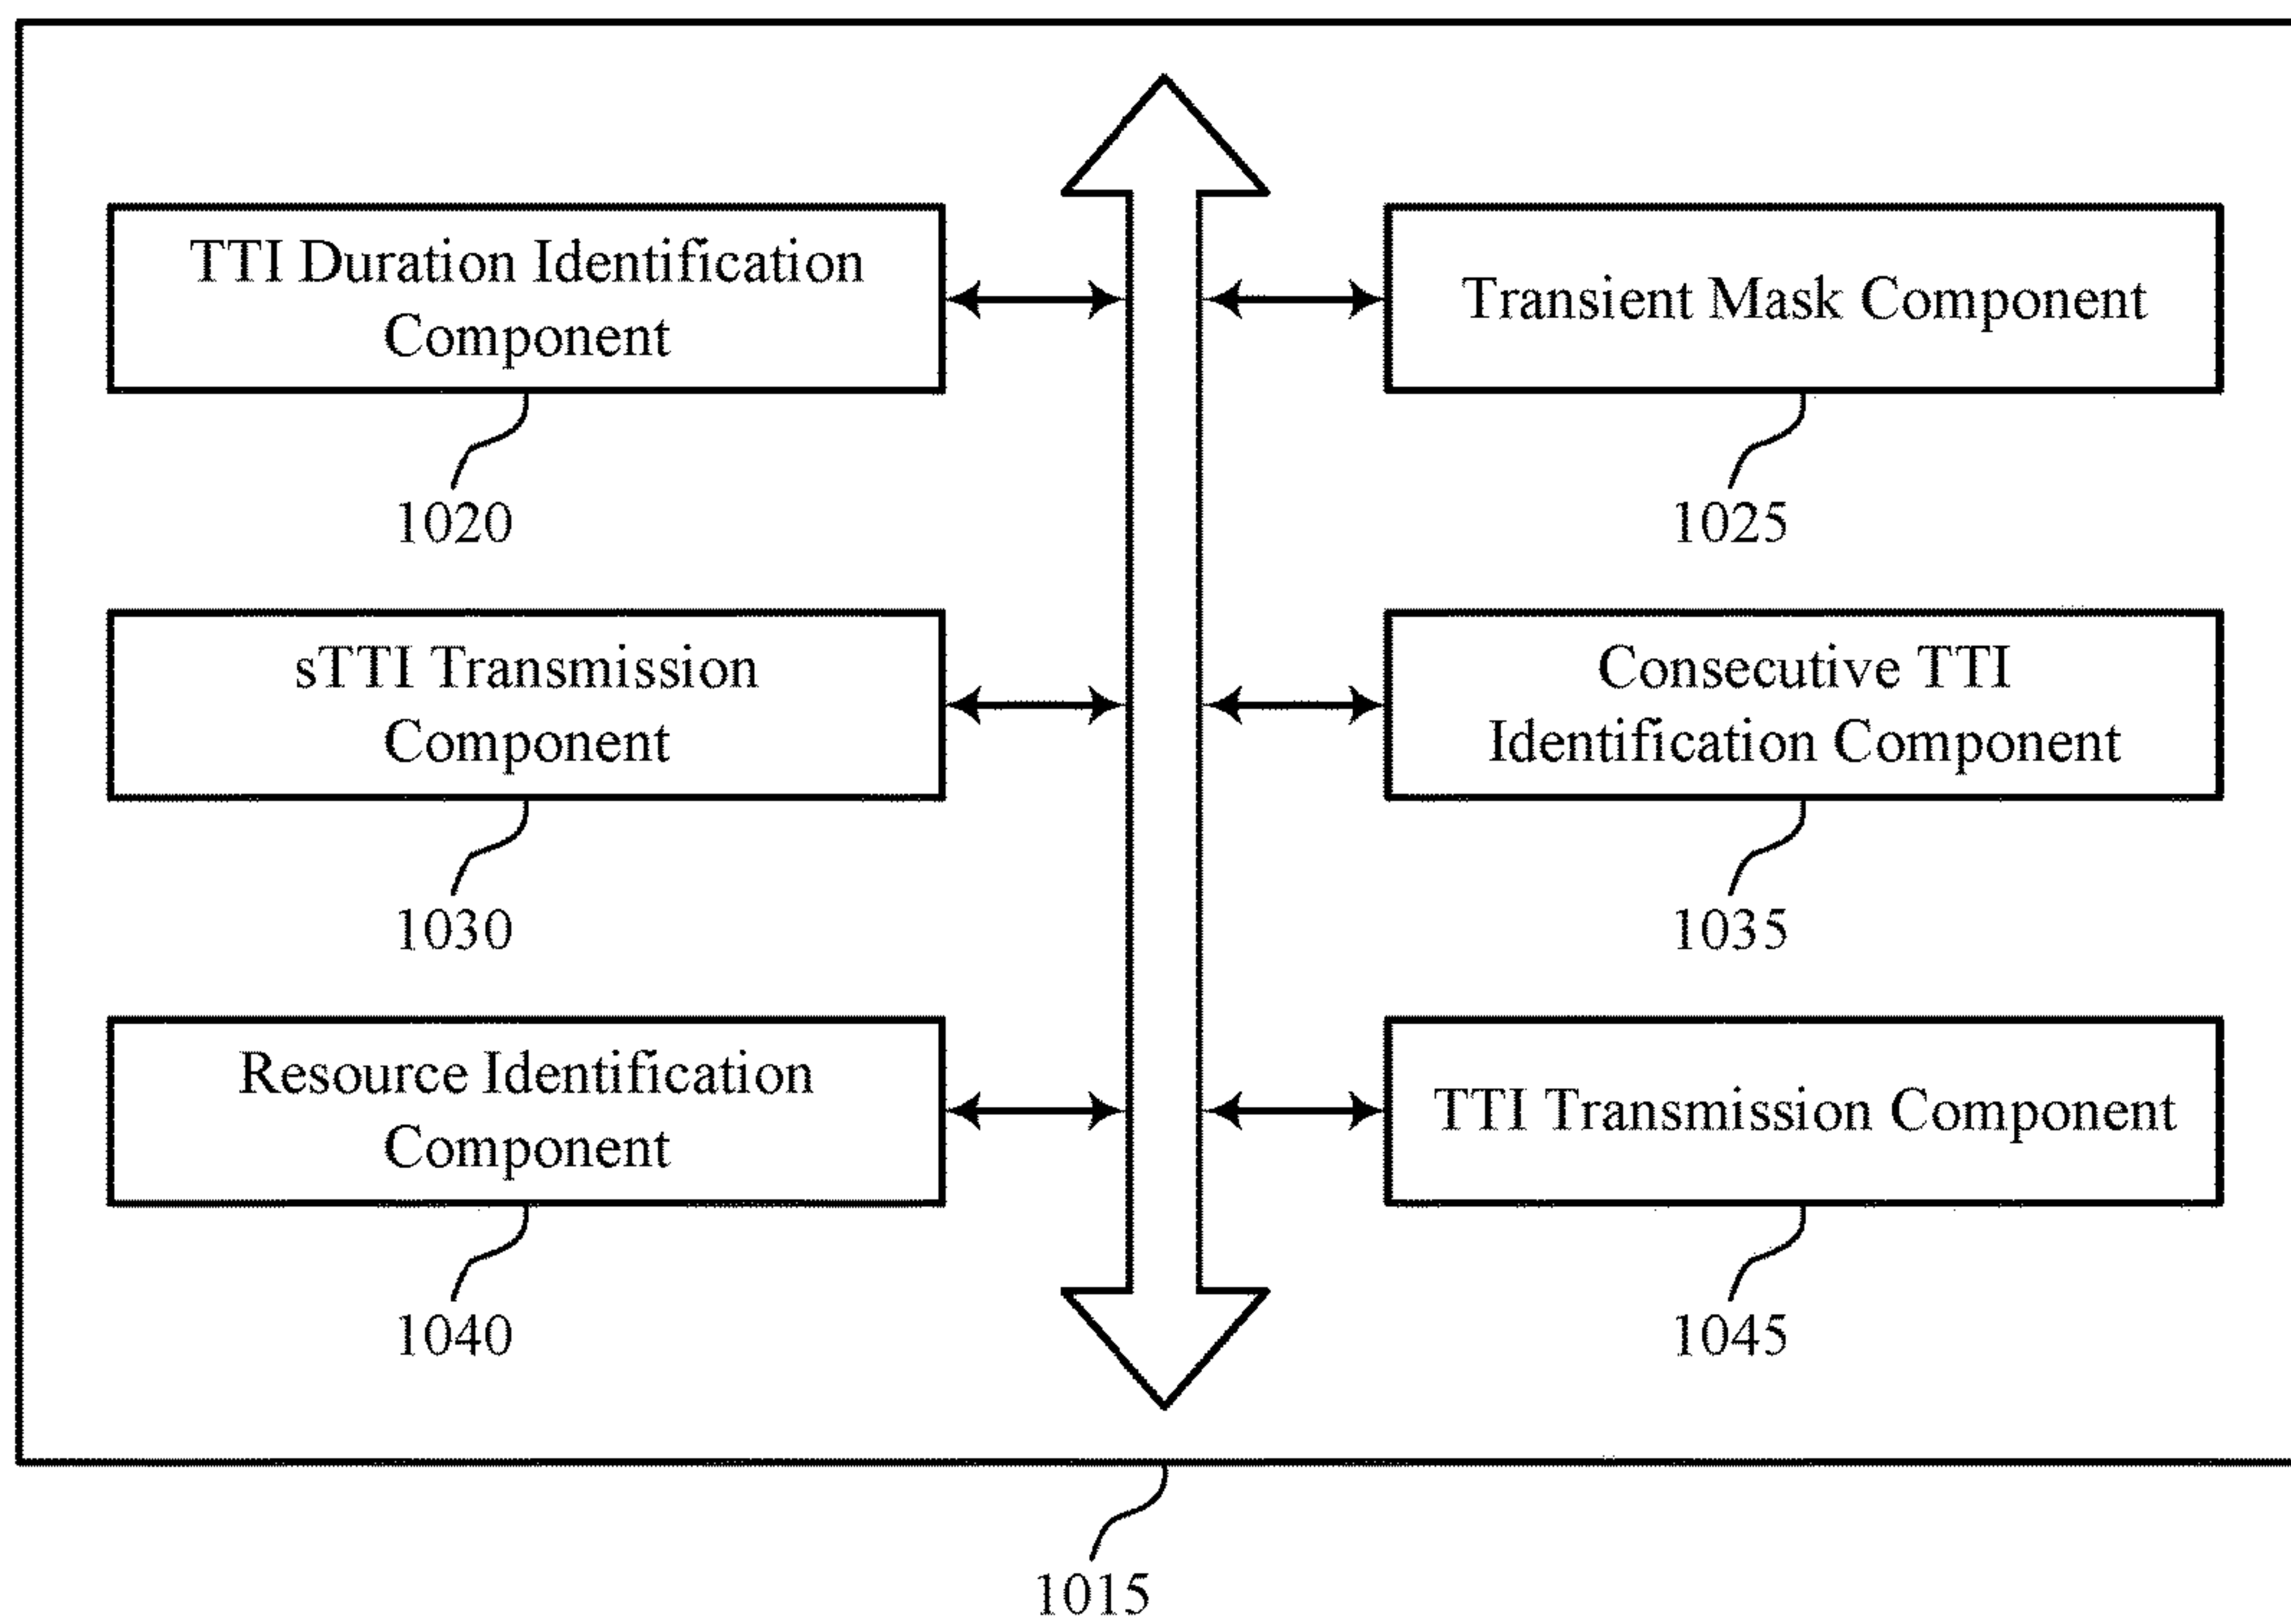 TTI Duration Identification
Component
1020
Transient Mask Component
1025
sTTI Transmission
Component
1030
Consecutive TTI
Identification Component
1035
Resource Identification
Component
1040
TTI Transmission Component
1045
1015